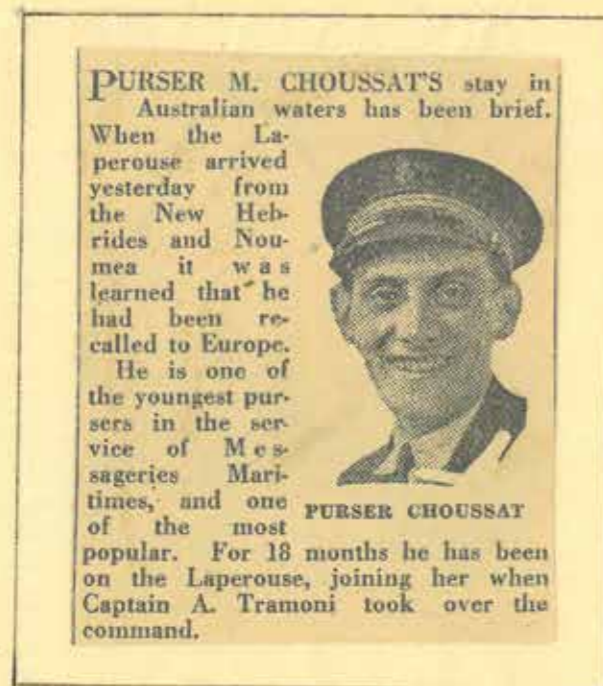 PURSER M. CHOUSSAT'S stay in
Australian waters has been brief.
When the La-
perouse arrived
yesterday from
the New Heb-
rides and Nou-
mea it was
learned that he
had been re-
called to Europe.
He is one of
the youngest pur-
sers in the ser-
vice of Mes-
sageries Mari-
times, and one
of the most
popular. For 18 months he has been
on the Laperouse, joining her when
Captain A. Tramoni took over the
command.
PURSER CHOUSSAT